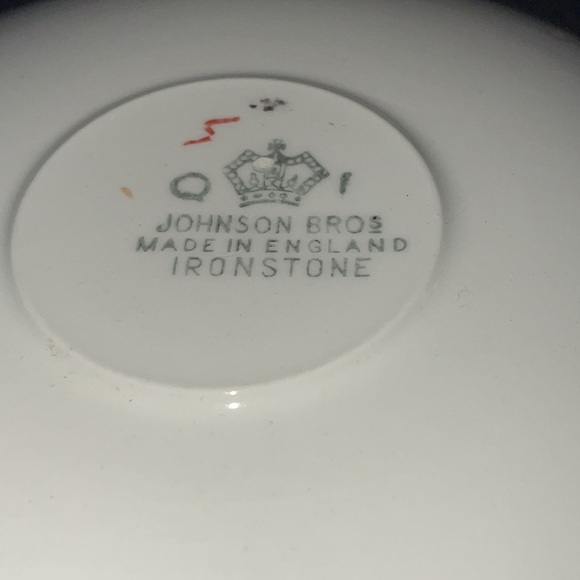 O I
JOHNSON BROS
MADE IN ENGLAND
IRONSTONE